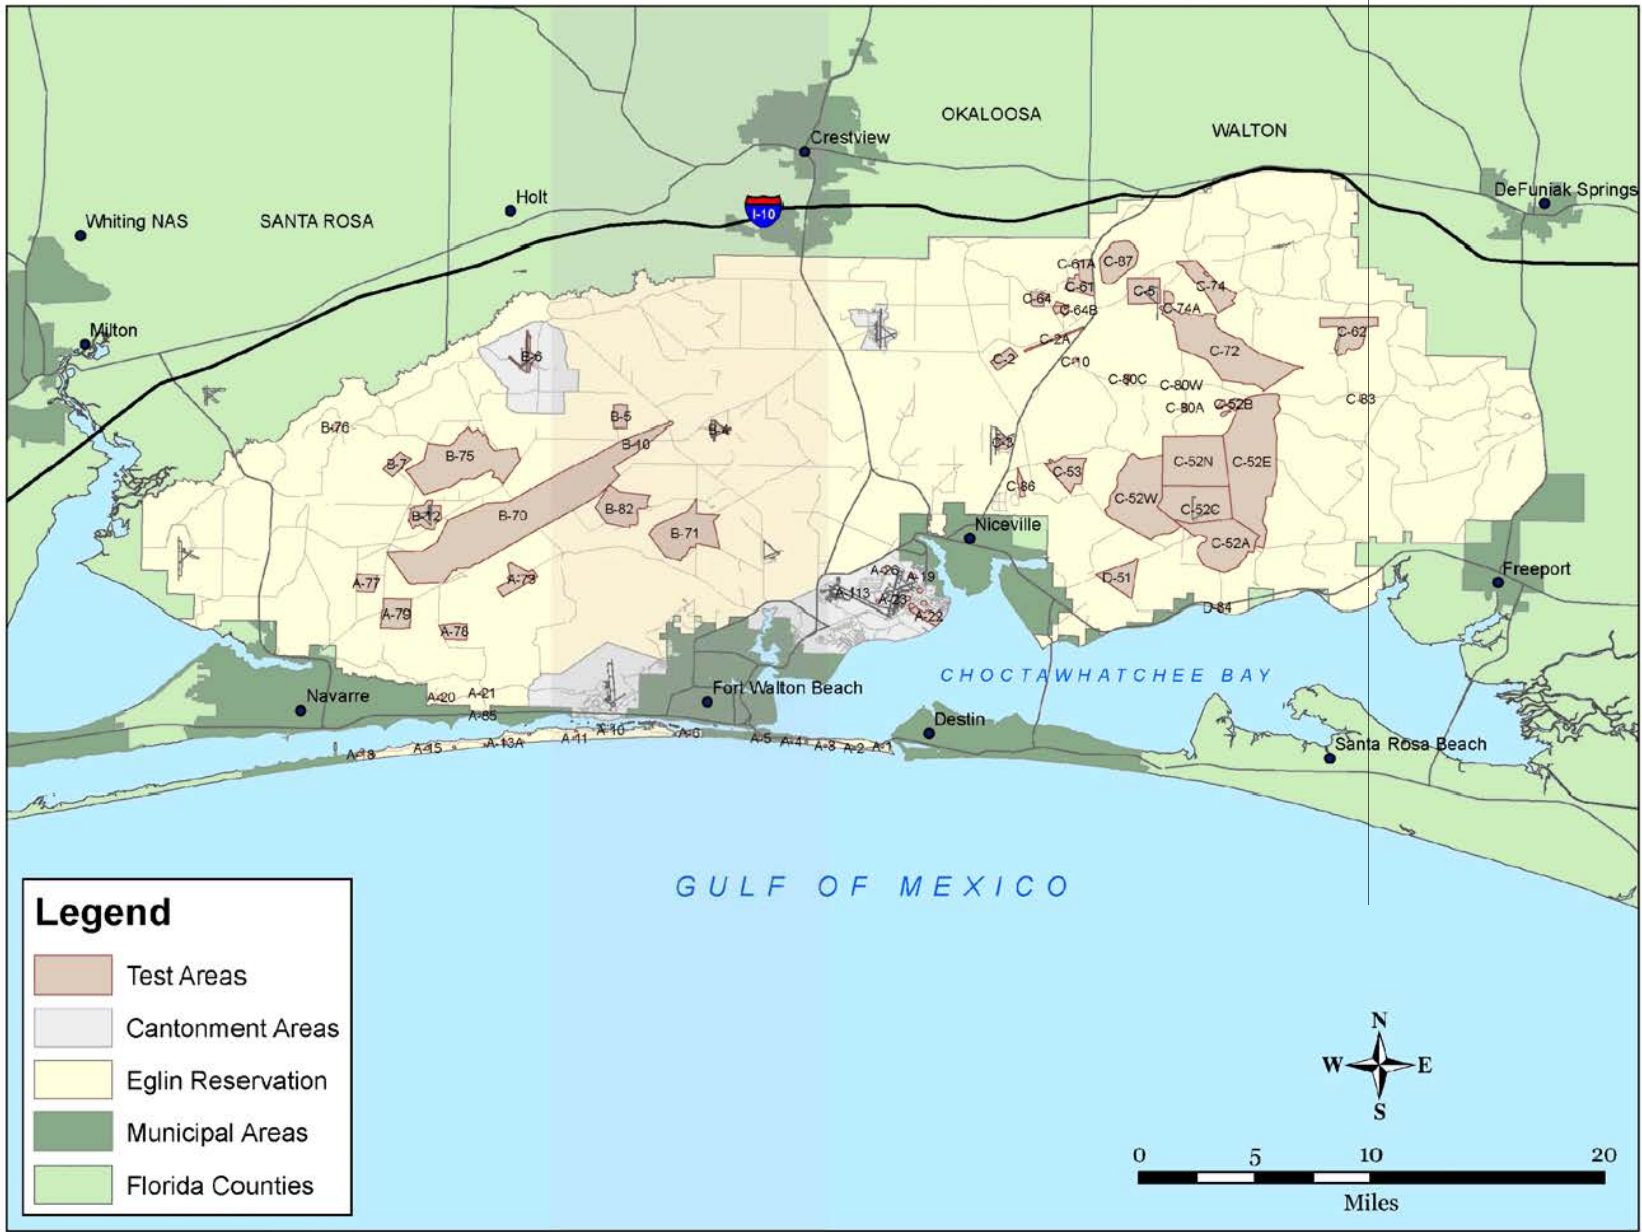 OKALOOSA
WALTON
Crestview
DeFuniak Springs
Holt
I-10
Whiting NAS
SANTA ROSA
C-61A
C-87
C-61
C-5
C-74
C-64
C-64B
C-74A
Milton
C-62
C-2A
B-6
C-72
C-2
C-10
C-80C
C-80W
C-83
C-80A
C-52B
B-5
B-76
B-4
B-10
C-3
B-75
B-7
C-52N
C-52E
C-53
C-86
C-52W
B-82
C-52C
B-12
B-70
Niceville
B-71
C-52A
Freeport
A-26
A-19
D-51
A-77
A-73
A-113
A-23
D-84
A-79
A-22
A-78
CHOCTAWHATCHEE BAY
Fort Walton Beach
Navarre
A-20
A-21
A-85
Destin
A-10
A-6
A-11
A-5
A-4
A-3
A-2
A-1
A-13A
A-15
A-18
Santa Rosa Beach
GULF OF MEXICO
Legend
Test Areas
Cantonment Areas
Eglin Reservation
Municipal Areas
Florida Counties
N
W
E
S
0
5
10
20
Miles